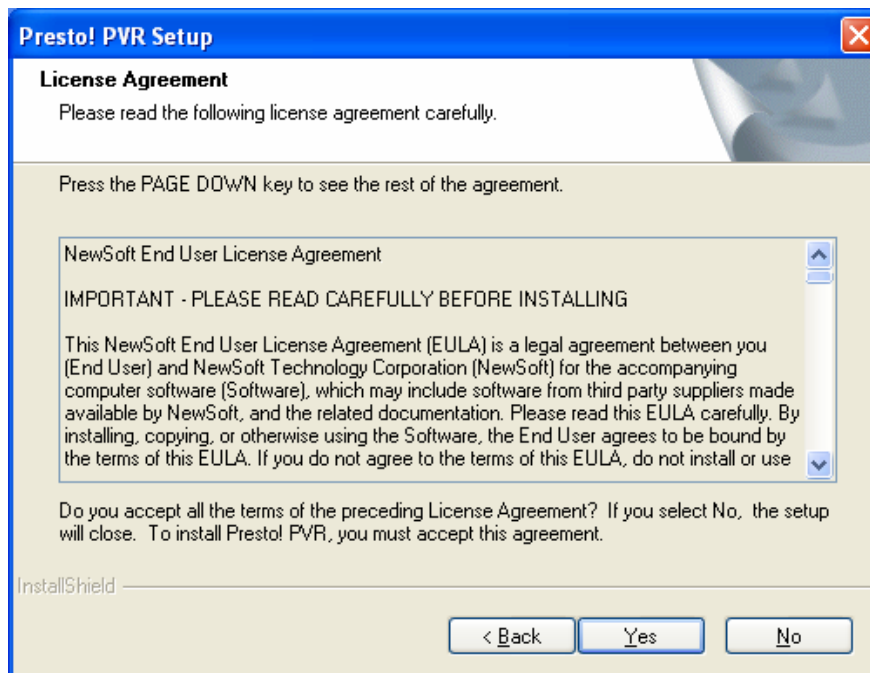 Presto! PVR Setup
License Agreement
Please read the following license agreement carefully.
Press the PAGE DOWN key to see the rest of the agreement.
NewSoft End User License Agreement
IMPORTANT - PLEASE READ CAREFULLY BEFORE INSTALLING
This NewSoft End User License Agreement (EULA) is a legal agreement between you
(End User) and NewSoft Technology Corporation (NewSoft) for the accompanying
computer software (Software), which may include software from third party suppliers made
available by NewSoft, and the related documentation. Please read this EULA carefully. By
installing, copying, or otherwise using the Software, the End User agrees to be bound by
the terms of this EULA. If you do not agree to the terms of this EULA, do not install or use
Do you accept all the terms of the preceding License Agreement? If you select No, the setup
will close. To install Presto! PVR, you must accept this agreement.
InstallShield
< Back Yes No